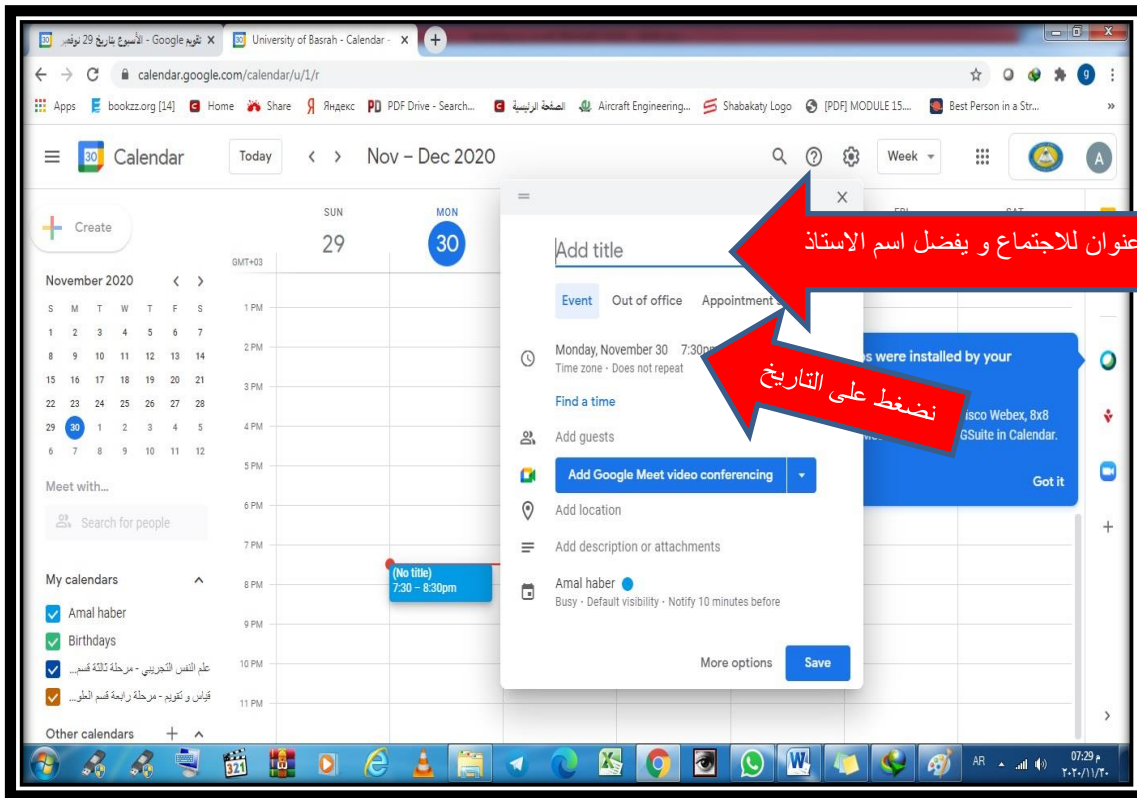 تقويم Google - الأسبوع بتاريخ 29 نوفمبر
University of Basrah - Calendar -
calendar.google.com/calendar/u/1/r
Apps bookzz.org [14] Home Share Яндекс PDF Drive - Search... الصفحة الرئيسية Aircraft Engineering... Shabakaty Logo [PDF] MODULE 15.... Best Person in a Str... »
30 Calendar Today Nov – Dec 2020 Week A
Create
SUN MON
29 30
GMT+03
November 2020
S M T W T F S
1 2 3 4 5 6 7
8 9 10 11 12 13 14
15 16 17 18 19 20 21
22 23 24 25 26 27 28
29 30 1 2 3 4 5
6 7 8 9 10 11 12
Meet with...
Search for people
My calendars
Amal haber
Birthdays
علم النفس التجريبي - مرحلة ثالثة قسم...
قياس و تقويم - مرحلة رابعة قسم العلو...
Other calendars
1 PM
2 PM
3 PM
4 PM
5 PM
6 PM
7 PM
8 PM
9 PM
10 PM
11 PM
(No title)
7:30 – 8:30pm
Add title
عنوان للاجتماع و يفضل اسم الاستاذ
Event Out of office Appointment
Monday, November 30 7:30pm
Time zone · Does not repeat
نضغط على التاريخ
Find a time
Add guests
Add Google Meet video conferencing
Add location
Add description or attachments
Amal haber
Busy · Default visibility · Notify 10 minutes before
More options Save
were installed by your
Webex, 8x8
GSuite in Calendar.
Got it
321
AR
07:29 م
٢٠٢٠/١١/٣٠